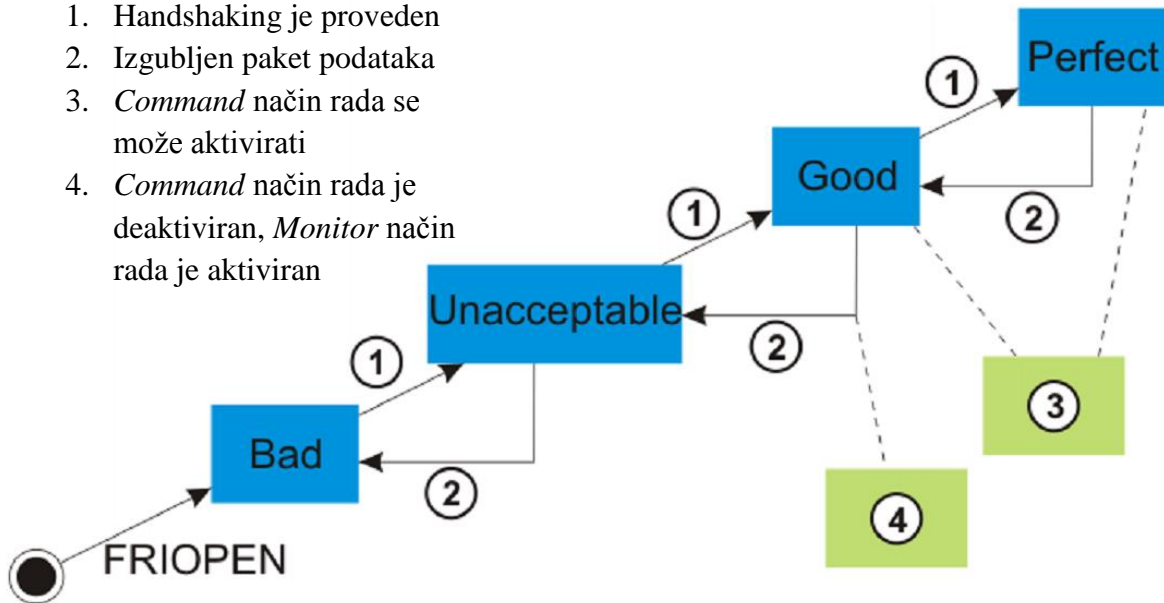 1. Handshaking je proveden
2. Izgubljen paket podataka
3. Command način rada se
može aktivirati
4. Command način rada je
deaktiviran, Monitor način
rada je aktiviran
Perfect
1
Good
2
1
Unacceptable
2
1
3
Bad
2
4
FRIOPEN